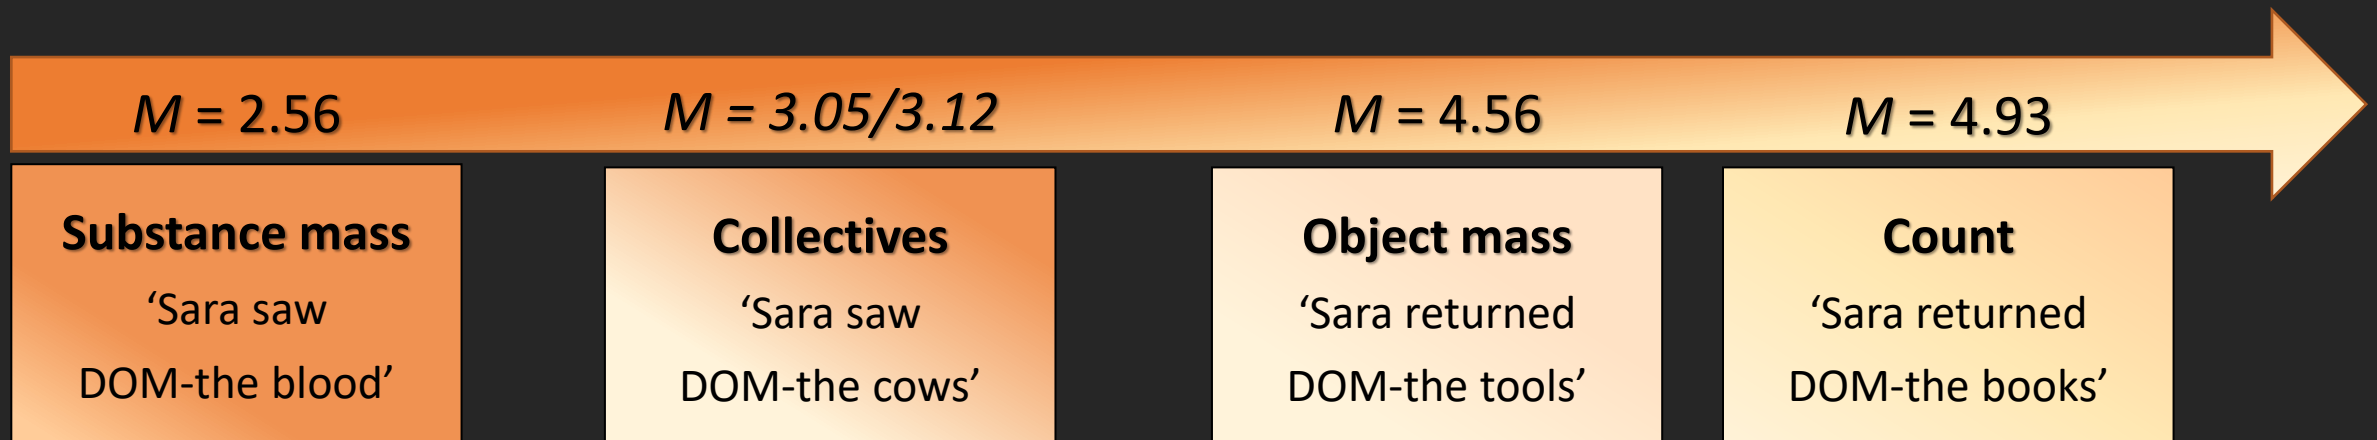 M = 2.56
M = 3.05/3.12
M = 4.56
M = 4.93
Substance mass
‘Sara saw
DOM-the blood’
Collectives
‘Sara saw
DOM-the cows’
Object mass
‘Sara returned
DOM-the tools’
Count
‘Sara returned
DOM-the books’